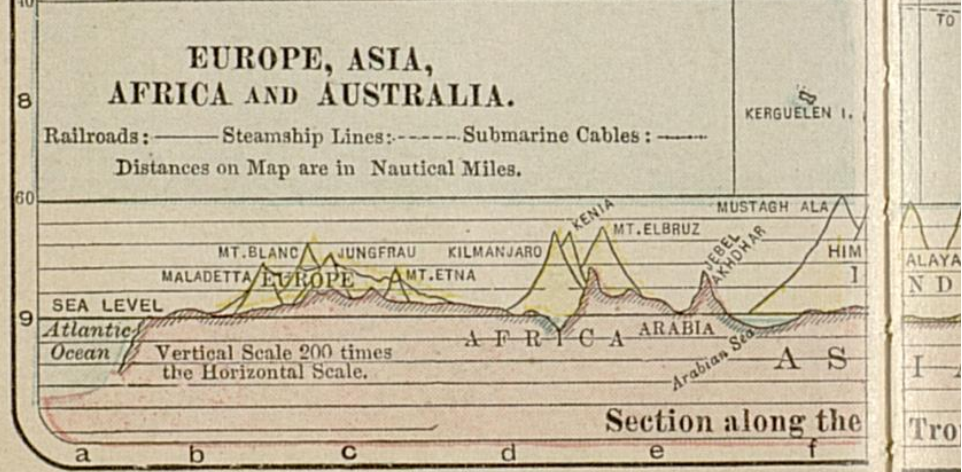 40
TO
EUROPE, ASIA,
AFRICA AND AUSTRALIA.
8
KERGUELEN I.
Railroads: Steamship Lines: Submarine Cables:
Distances on Map are in Nautical Miles.
60
MUSTAGH ALA
KENIA
MT.ELBRUZ
MT.BLANC JUNGFRAU KILMANJARO
JEBEL
AKHDHAR
HIM
ALAYA
MALADETTA EUROPE MT.ETNA
I
ND
SEA LEVEL
9
Atlantic
Ocean
AFRICA ARABIA
Arabian Sea
AS
I
Vertical Scale 200 times
the Horizontal Scale.
Section along the
Tro
a b c d e f